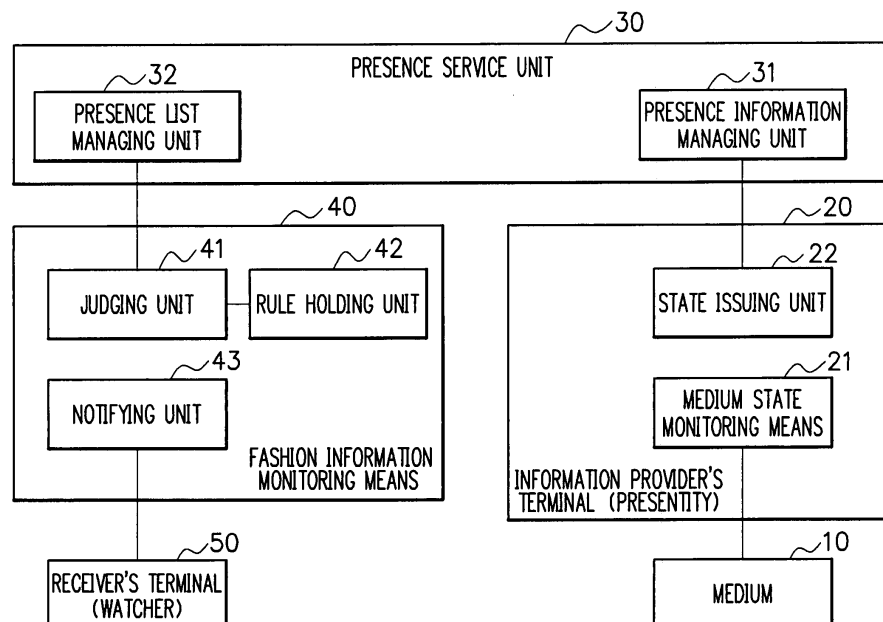 30
PRESENCE SERVICE UNIT
32
PRESENCE LIST
MANAGING UNIT
31
PRESENCE INFORMATION
MANAGING UNIT
40
41
JUDGING UNIT
42
RULE HOLDING UNIT
43
NOTIFYING UNIT
FASHION INFORMATION
MONITORING MEANS
20
22
STATE ISSUING UNIT
21
MEDIUM STATE
MONITORING MEANS
INFORMATION PROVIDER'S
TERMINAL (PRESENTITY)
50
RECEIVER'S TERMINAL
(WATCHER)
10
MEDIUM